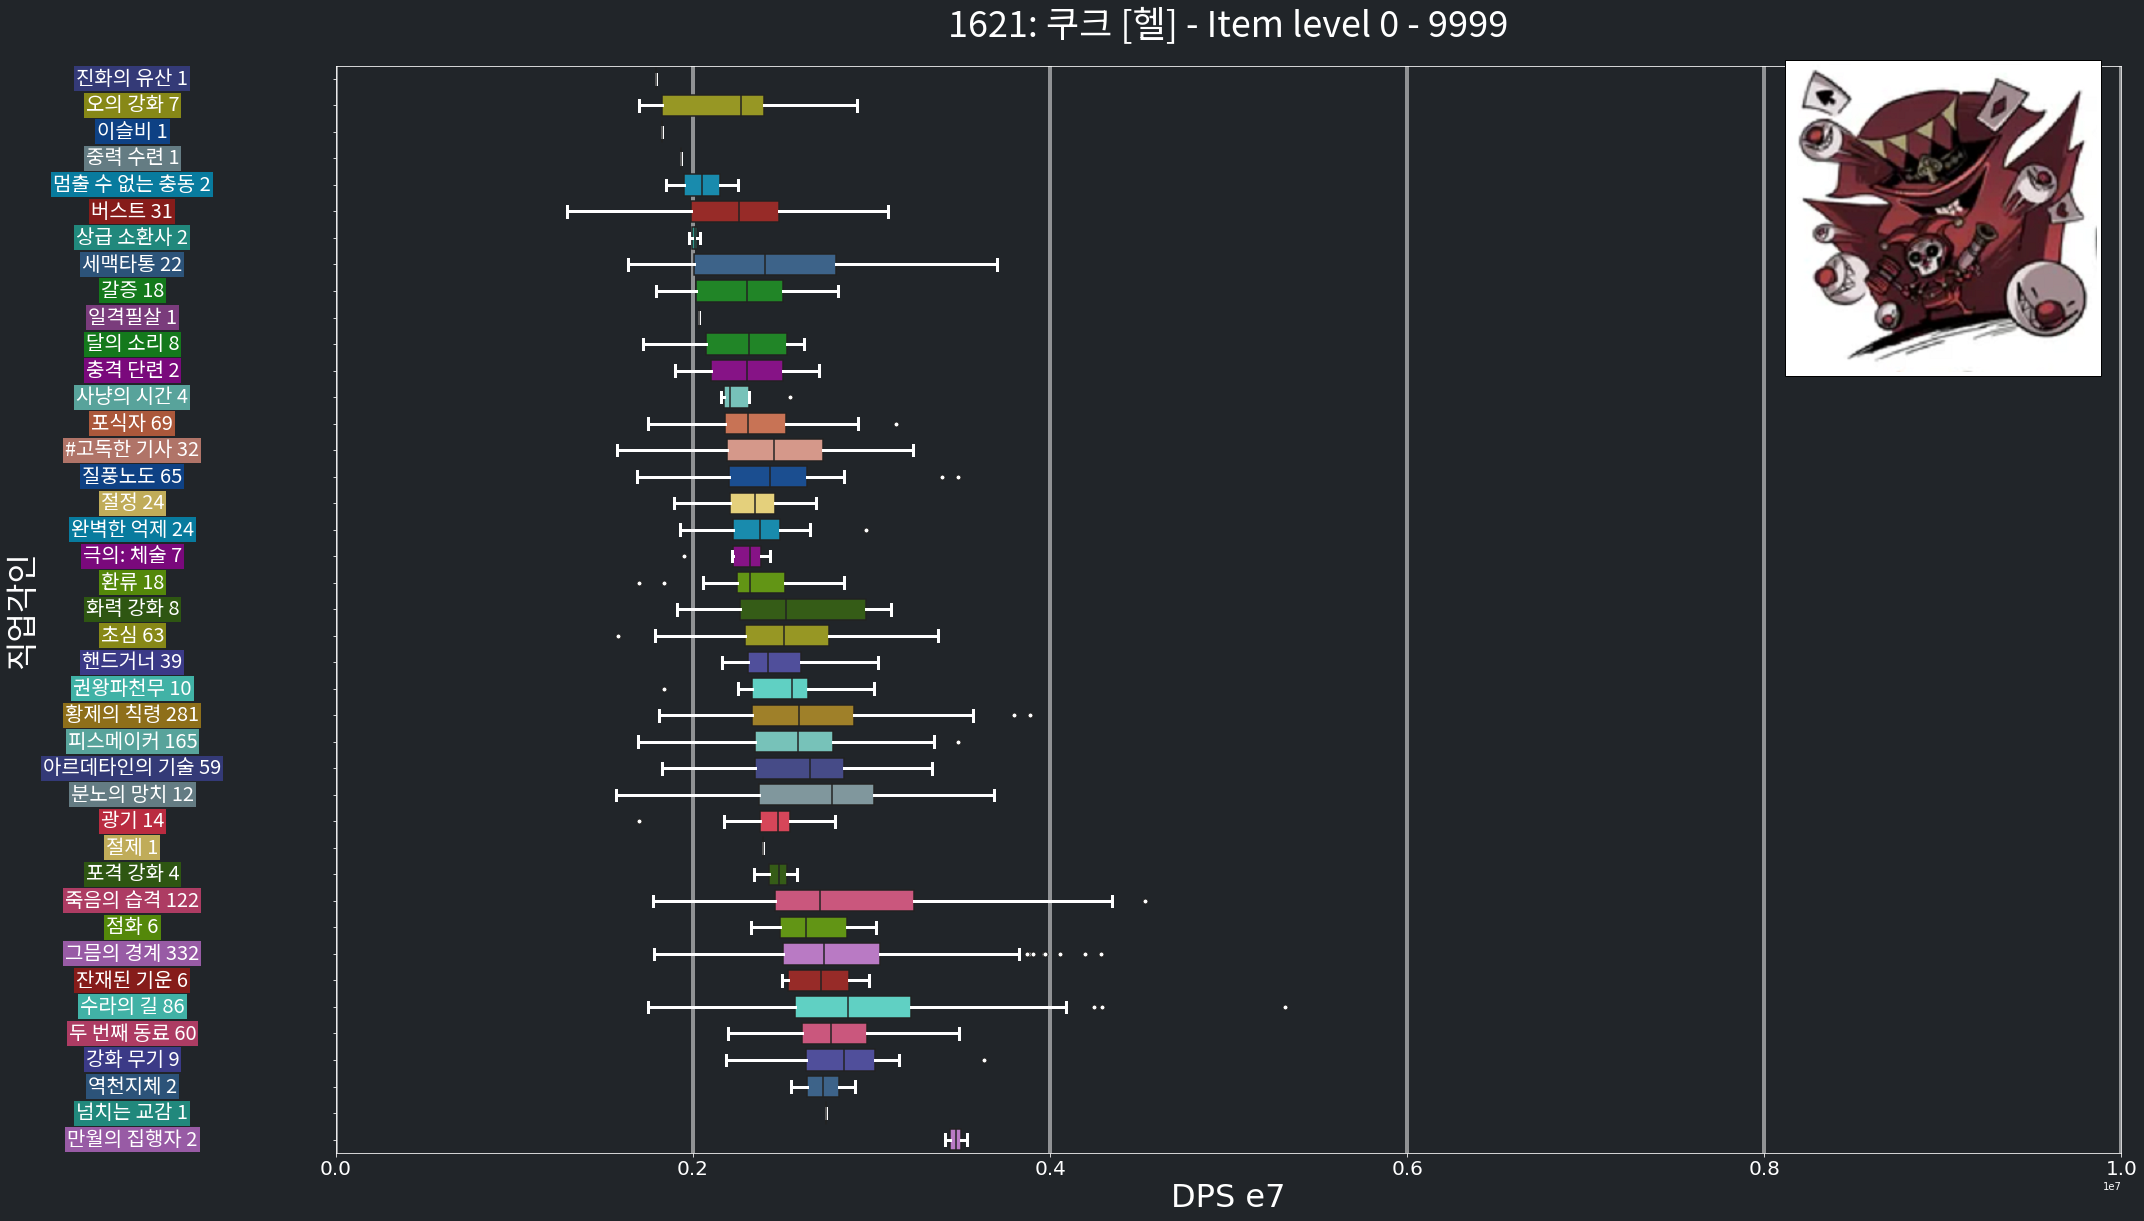 1621: 쿠크 [헬] - Item level 0 - 9999
직업각인
진화의 유산 1
오의 강화 7
이슬비 1
중력 수련 1
멈출 수 없는 충동 2
버스트 31
상급 소환사 2
세맥타통 22
갈증 18
일격필살 1
달의 소리 8
충격 단련 2
사냥의 시간 4
포식자 69
#고독한 기사 32
질풍노도 65
절정 24
완벽한 억제 24
극의: 체술 7
환류 18
화력 강화 8
초심 63
핸드거너 39
권왕파천무 10
황제의 칙령 281
피스메이커 165
아르데타인의 기술 59
분노의 망치 12
광기 14
절제 1
포격 강화 4
죽음의 습격 122
점화 6
그믐의 경계 332
잔재된 기운 6
수라의 길 86
두 번째 동료 60
강화 무기 9
역천지체 2
넘치는 교감 1
만월의 집행자 2
0.0 0.2 0.4 0.6 0.8 1.0
1e7
DPS e7